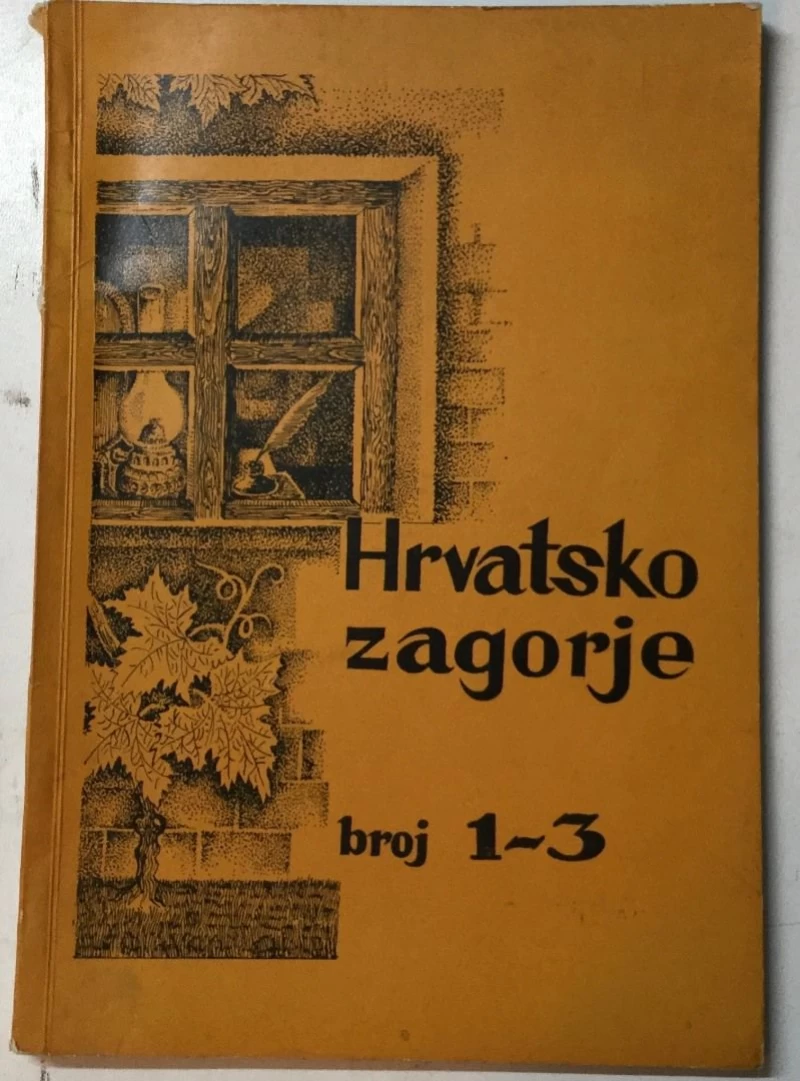 Hrvatsko
zagorje
broj 1-3